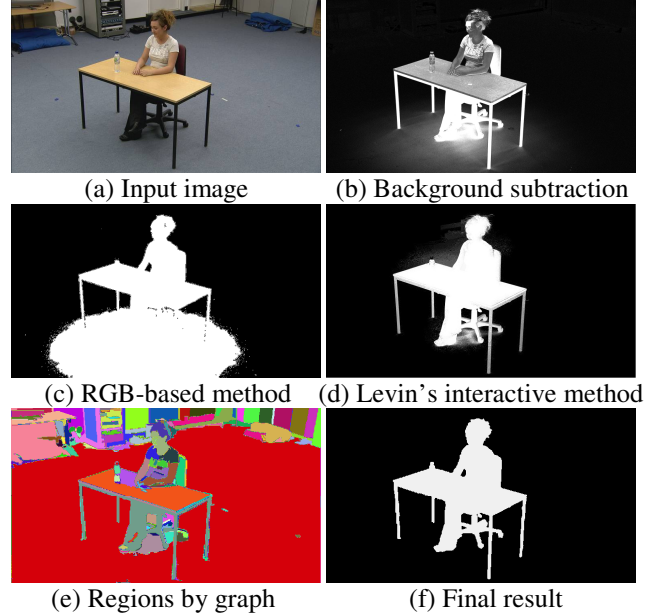 (a) Input image
(b) Background subtraction
(c) RGB-based method
(d) Levin's interactive method
(e) Regions by graph
(f) Final result